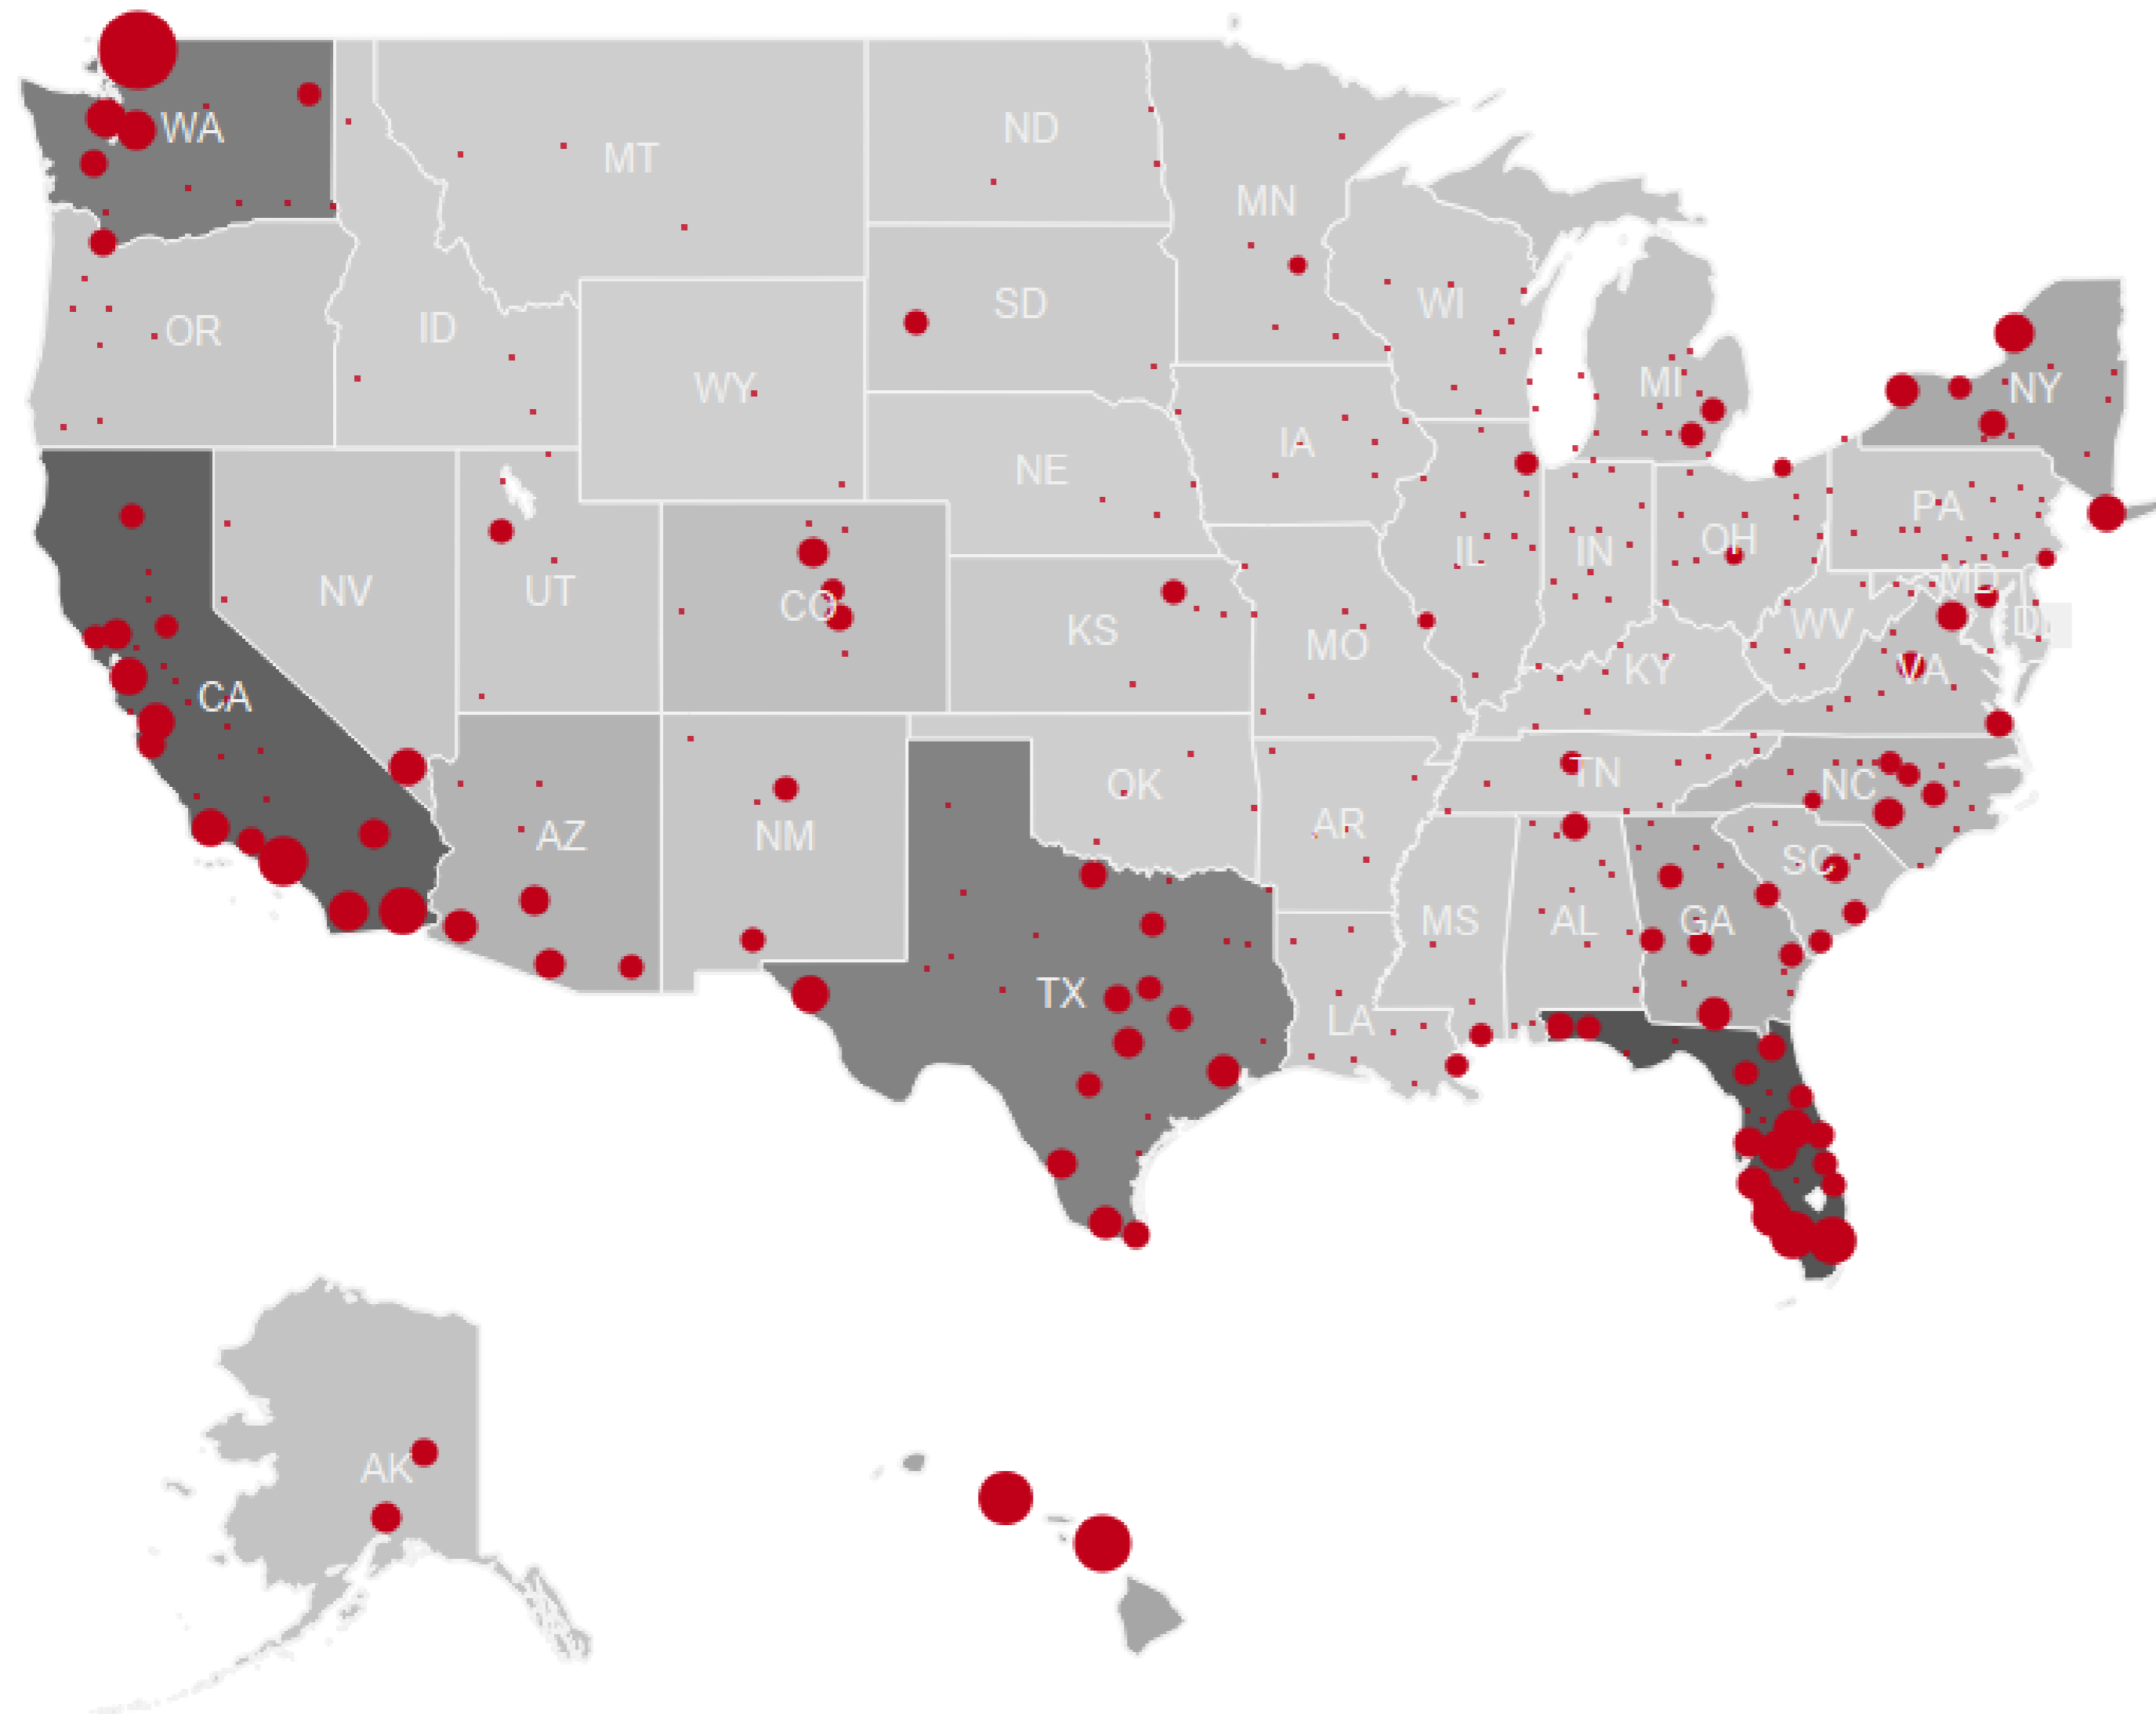 WA
MT
ND
MN
OR
ID
SD
WI
WY
MI
NY
IA
NE
NV
UT
CO
KS
MO
IL
IN
OH
PA
MD
WV
VA
KY
CA
AZ
NM
OK
AR
TN
NC
SC
TX
LA
MS
AL
GA
AK